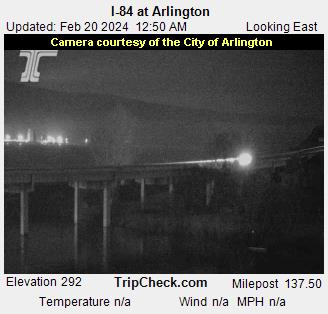 I-84 at Arlington
Updated: Feb 20 2024 12:50 AM Looking East
Camera courtesy of the City of Arlington
Elevation 292 TripCheck.com Milepost 137.50
Temperature n/a Wind n/a MPH n/a